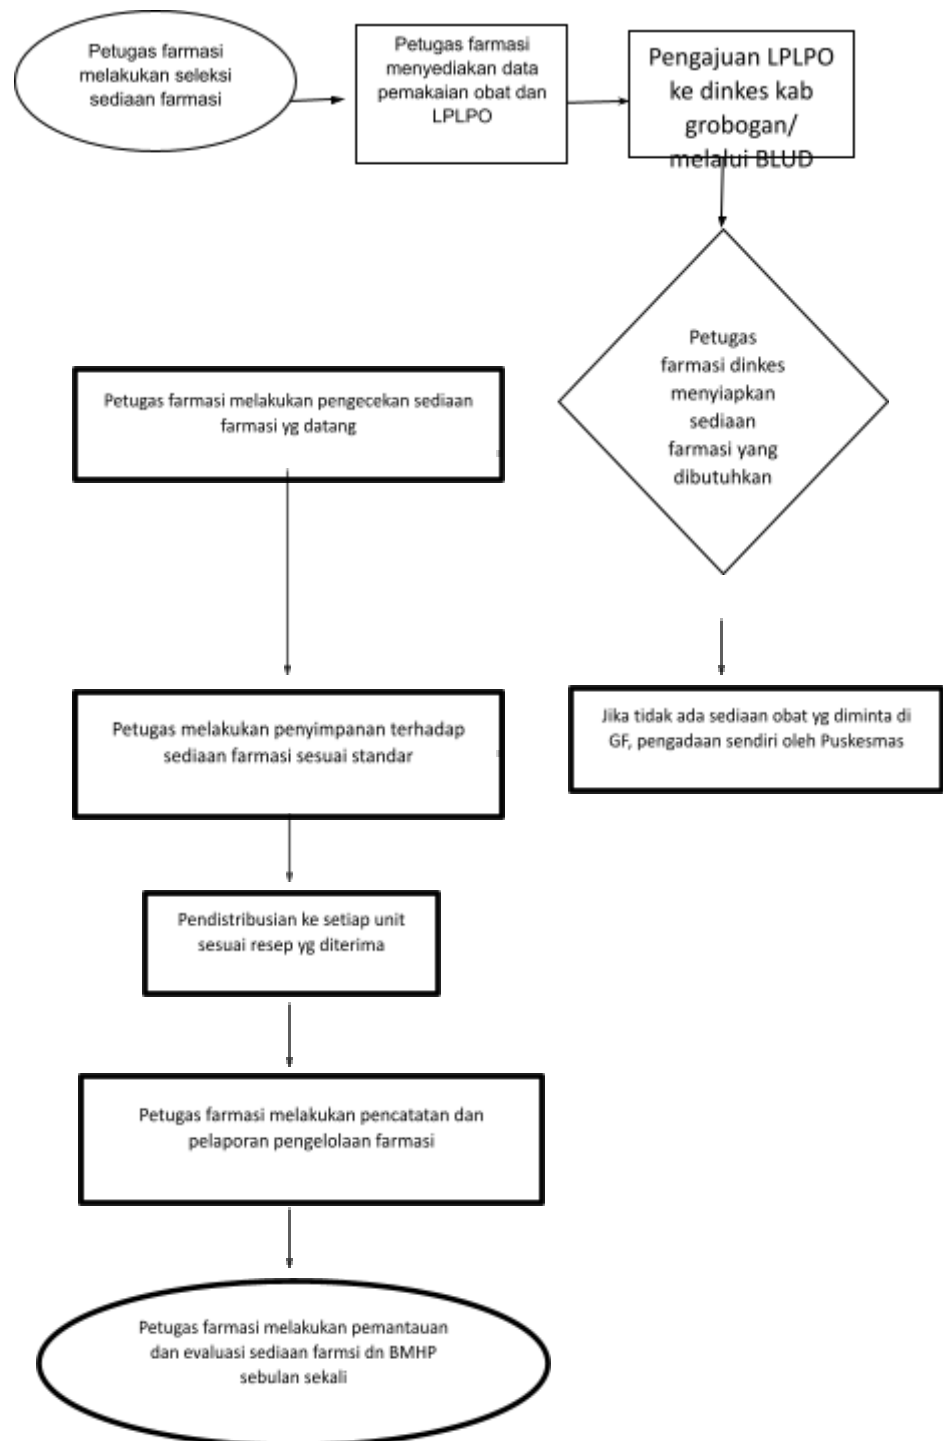 Petugas farmasi
melakukan seleksi
sediaan farmasi
Petugas farmasi
menyediakan data
pemakaian obat dan
LPLPO
Pengajuan LPLPO
ke dinkes kab
grobogan/
melalui BLUD
Petugas
farmasi dinkes
menyiapkan
sediaan
farmasi yang
dibutuhkan
Jika tidak ada sediaan obat yg diminta di
GF, pengadaan sendiri oleh Puskesmas
Petugas farmasi melakukan pengecekan sediaan
farmasi yg datang
Petugas melakukan penyimpanan terhadap
sediaan farmasi sesuai standar
Pendistribusian ke setiap unit
sesuai resep yg diterima
Petugas farmasi melakukan pencatatan dan
pelaporan pengelolaan farmasi
Petugas farmasi melakukan pemantauan
dan evaluasi sediaan farmsi dn BMHP
sebulan sekali